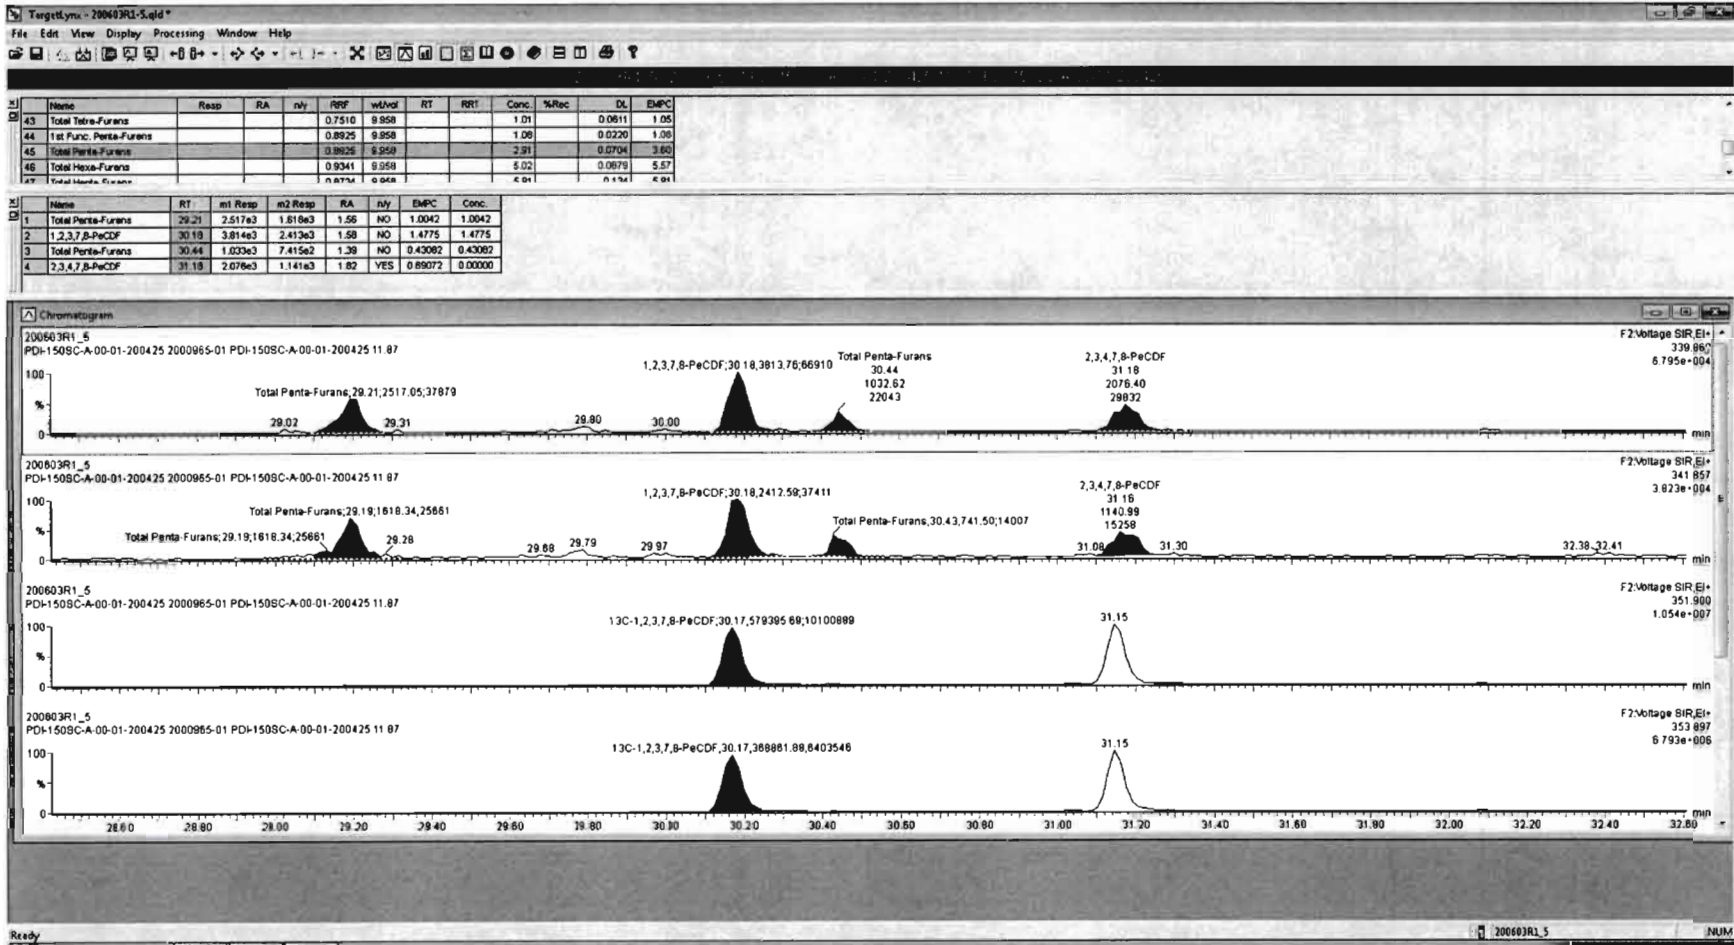 TargetLynx - 200603R1-5.qld *
File Edit View Display Processing Window Help
Name Resp RA n/y RRF wt/vol RT RRT Conc. %Rec DL EMPC
43 Total Tetra-Furans 0.7510 9.958 1.01 0.0611 1.05
44 1st Func. Penta-Furans 0.8925 9.958 1.08 0.0220 1.08
45 Total Penta-Furans 0.8925 9.958 2.91 0.0704 3.80
46 Total Hexa-Furans 0.9341 9.958 5.02 0.0879 5.57
Name RT m1 Resp m2 Resp RA n/y EMPC Conc.
1 Total Penta-Furans 29.21 2.517e3 1.618e3 1.56 NO 1.0042 1.0042
2 1,2,3,7,8-PeCDF 30.18 3.814e3 2.413e3 1.58 NO 1.4775 1.4775
3 Total Penta-Furans 30.44 1.033e3 7.415e2 1.39 NO 0.43082 0.43082
4 2,3,4,7,8-PeCDF 31.18 2.076e3 1.141e3 1.82 YES 0.89072 0.00000
Chromatogram
200603R1_5
PDI-150SC-A-00-01-200425 2000965-01 PDI-150SC-A-00-01-200425 11.87
F2:Voltage SIR,EI+
6.795e+004
100
%
0
Total Penta-Furans;29.21;2517.05;37879
29.02
29.31
29.80
30.00
1,2,3,7,8-PeCDF;30.18;3813.76;66910
Total Penta-Furans
30.44
1032.62
22043
2,3,4,7,8-PeCDF
31.18
2076.40
29832
min
200603R1_5
PDI-150SC-A-00-01-200425 2000965-01 PDI-150SC-A-00-01-200425 11.87
F2:Voltage SIR,EI+
341.857
3.823e+004
100
%
0
Total Penta-Furans;29.19;1618.34;25661
Total Penta-Furans;29.19;1618.34;25661
29.28
29.68
29.79
29.97
1,2,3,7,8-PeCDF;30.18;2412.59;37411
Total Penta-Furans;30.43;741.50;14007
2,3,4,7,8-PeCDF
31.18
1140.99
15258
31.08
31.30
32.38
32.41
min
200603R1_5
PDI-150SC-A-00-01-200425 2000965-01 PDI-150SC-A-00-01-200425 11.87
F2:Voltage SIR,EI+
351.900
1.054e+007
100
%
0
13C-1,2,3,7,8-PeCDF;30.17;579395.69;10100889
31.15
min
200603R1_5
PDI-150SC-A-00-01-200425 2000965-01 PDI-150SC-A-00-01-200425 11.87
F2:Voltage SIR,EI+
353.897
6.793e+006
100
%
0
13C-1,2,3,7,8-PeCDF;30.17;368861.88;6403546
31.15
min
28.60 28.80 29.00 29.20 29.40 29.60 29.80 30.00 30.20 30.40 30.60 30.80 31.00 31.20 31.40 31.60 31.80 32.00 32.20 32.40 32.60
Ready
200603R1_5
NUM